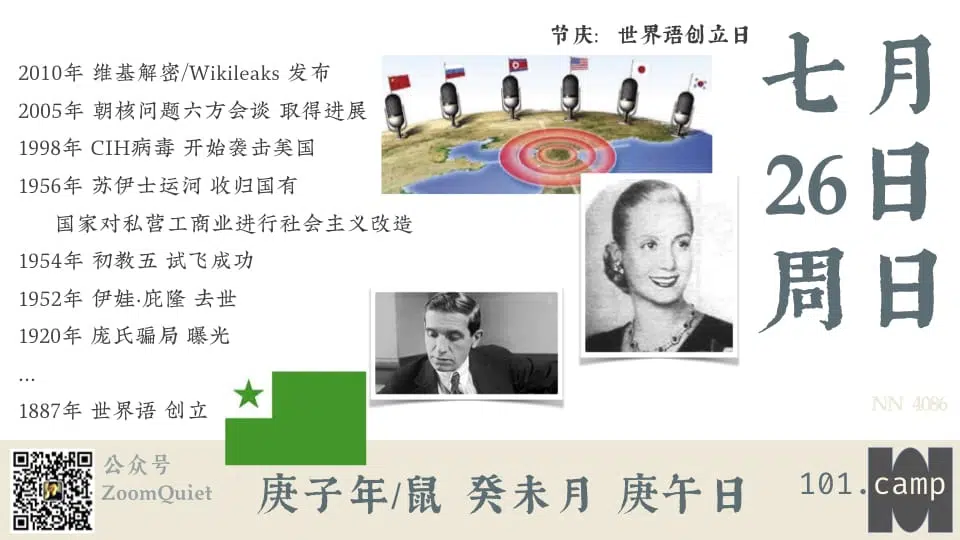 节庆: 世界语创立日
2010年 维基解密/Wikileaks 发布
2005年 朝核问题六方会谈 取得进展
1998年 CIH病毒 开始袭击美国
1956年 苏伊士运河 收归国有
国家对私营工商业进行社会主义改造
1954年 初教五 试飞成功
1952年 伊娃·庇隆 去世
1920年 庞氏骗局 曝光
...
1887年 世界语 创立
七月
26日
周日
NN 4086
公众号
ZoomQuiet
庚子年/鼠 癸未月 庚午日
101.camp